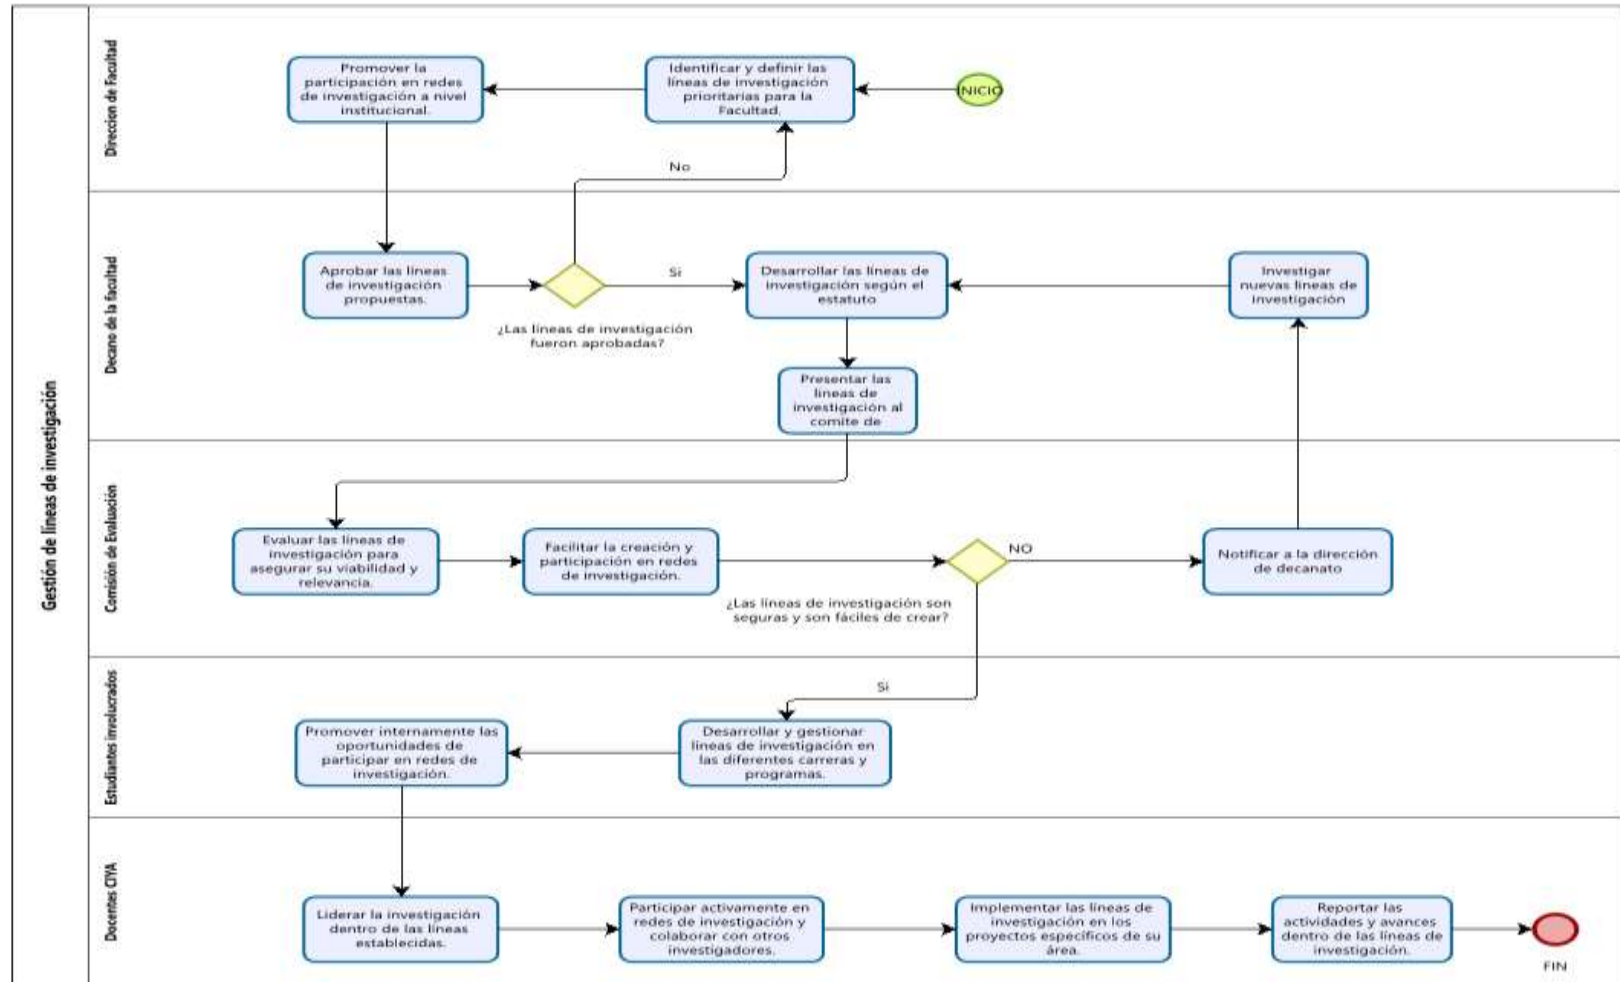 Gestión de líneas de investigación
Direccion de Facultad
Promover la
participación en redes
de investigación a nivel
institucional.
Identificar y definir las
líneas de investigación
prioritarias para la
Facultad.
INICIO
No
Decano de la facultad
Aprobar las líneas
de investigación
propuestas.
¿Las líneas de investigación
fueron aprobadas?
Si
Desarrollar las líneas de
investigación según el
estatuto
Investigar
nuevas líneas de
investigación
Presentar las
líneas de
investigación al
comite de
Comisión de Evaluación
Evaluar las líneas de
investigación para
asegurar su viabilidad y
relevancia.
Facilitar la creación y
participación en redes
de investigación.
¿Las líneas de investigación son
seguras y son fáciles de crear?
NO
Notificar a la dirección
de decanato
Estudiantes involucrados
Si
Promover internamente las
oportunidades de
participar en redes de
investigación.
Desarrollar y gestionar
líneas de investigación en
las diferentes carreras y
programas.
Docentes CIYA
Liderar la investigación
dentro de las líneas
establecidas.
Participar activamente en
redes de investigación y
colaborar con otros
investigadores.
Implementar las líneas de
investigación en los
proyectos específicos de su
área.
Reportar las
actividades y avances
dentro de las líneas de
investigación.
FIN